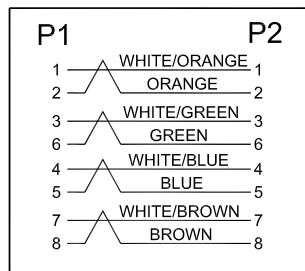 P1 P2
1 WHITE/ORANGE 1
2 ORANGE 2
3 WHITE/GREEN 3
6 GREEN 6
4 WHITE/BLUE 4
5 BLUE 5
7 WHITE/BROWN 7
8 BROWN 8